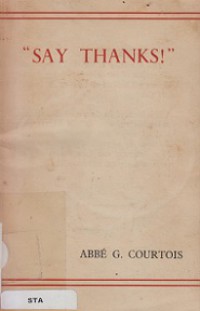 "SAY THANKS!"
ABBÉ G. COURTOIS
STA